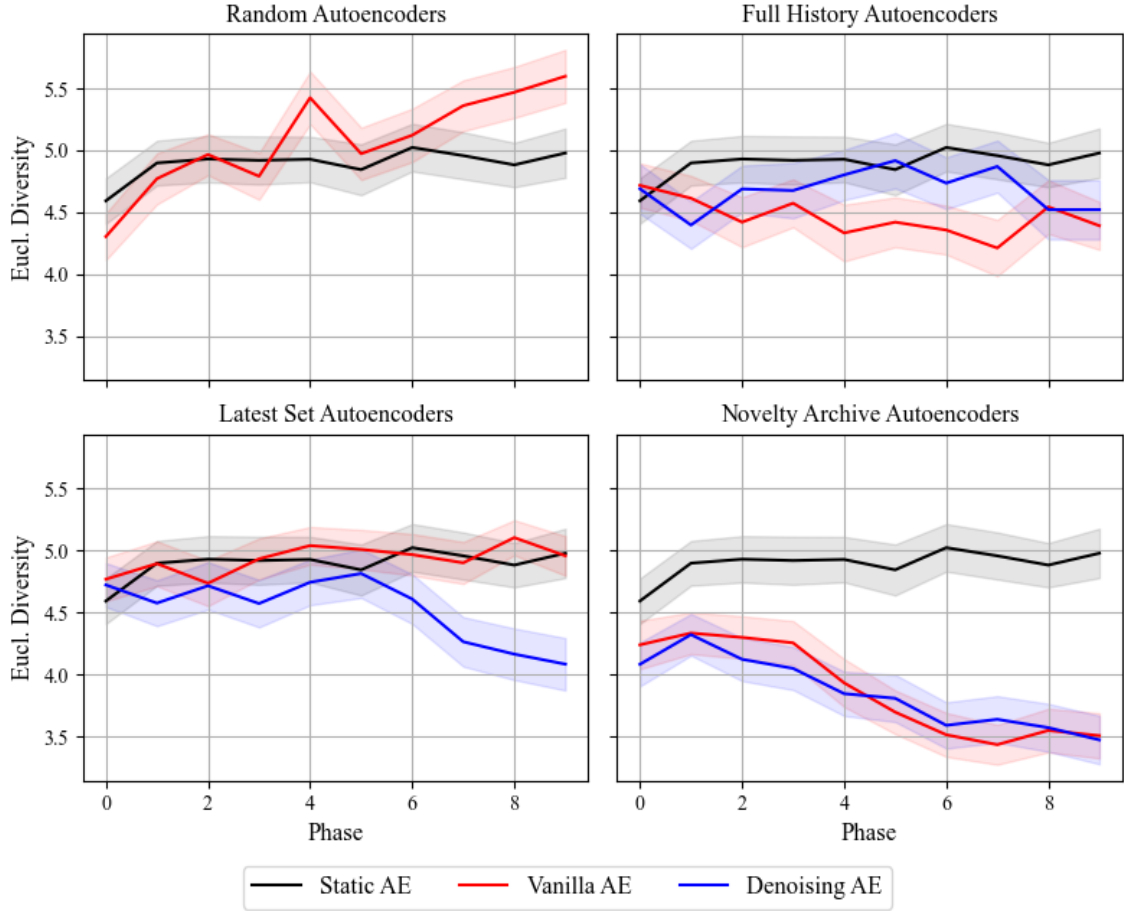 Random Autoencoders
Full History Autoencoders
Eucl. Diversity
5.5
5.0
4.5
4.0
3.5
Latest Set Autoencoders
Novelty Archive Autoencoders
Eucl. Diversity
5.5
5.0
4.5
4.0
3.5
0 2 4 6 8
0 2 4 6 8
Phase
Phase
Static AE Vanilla AE Denoising AE